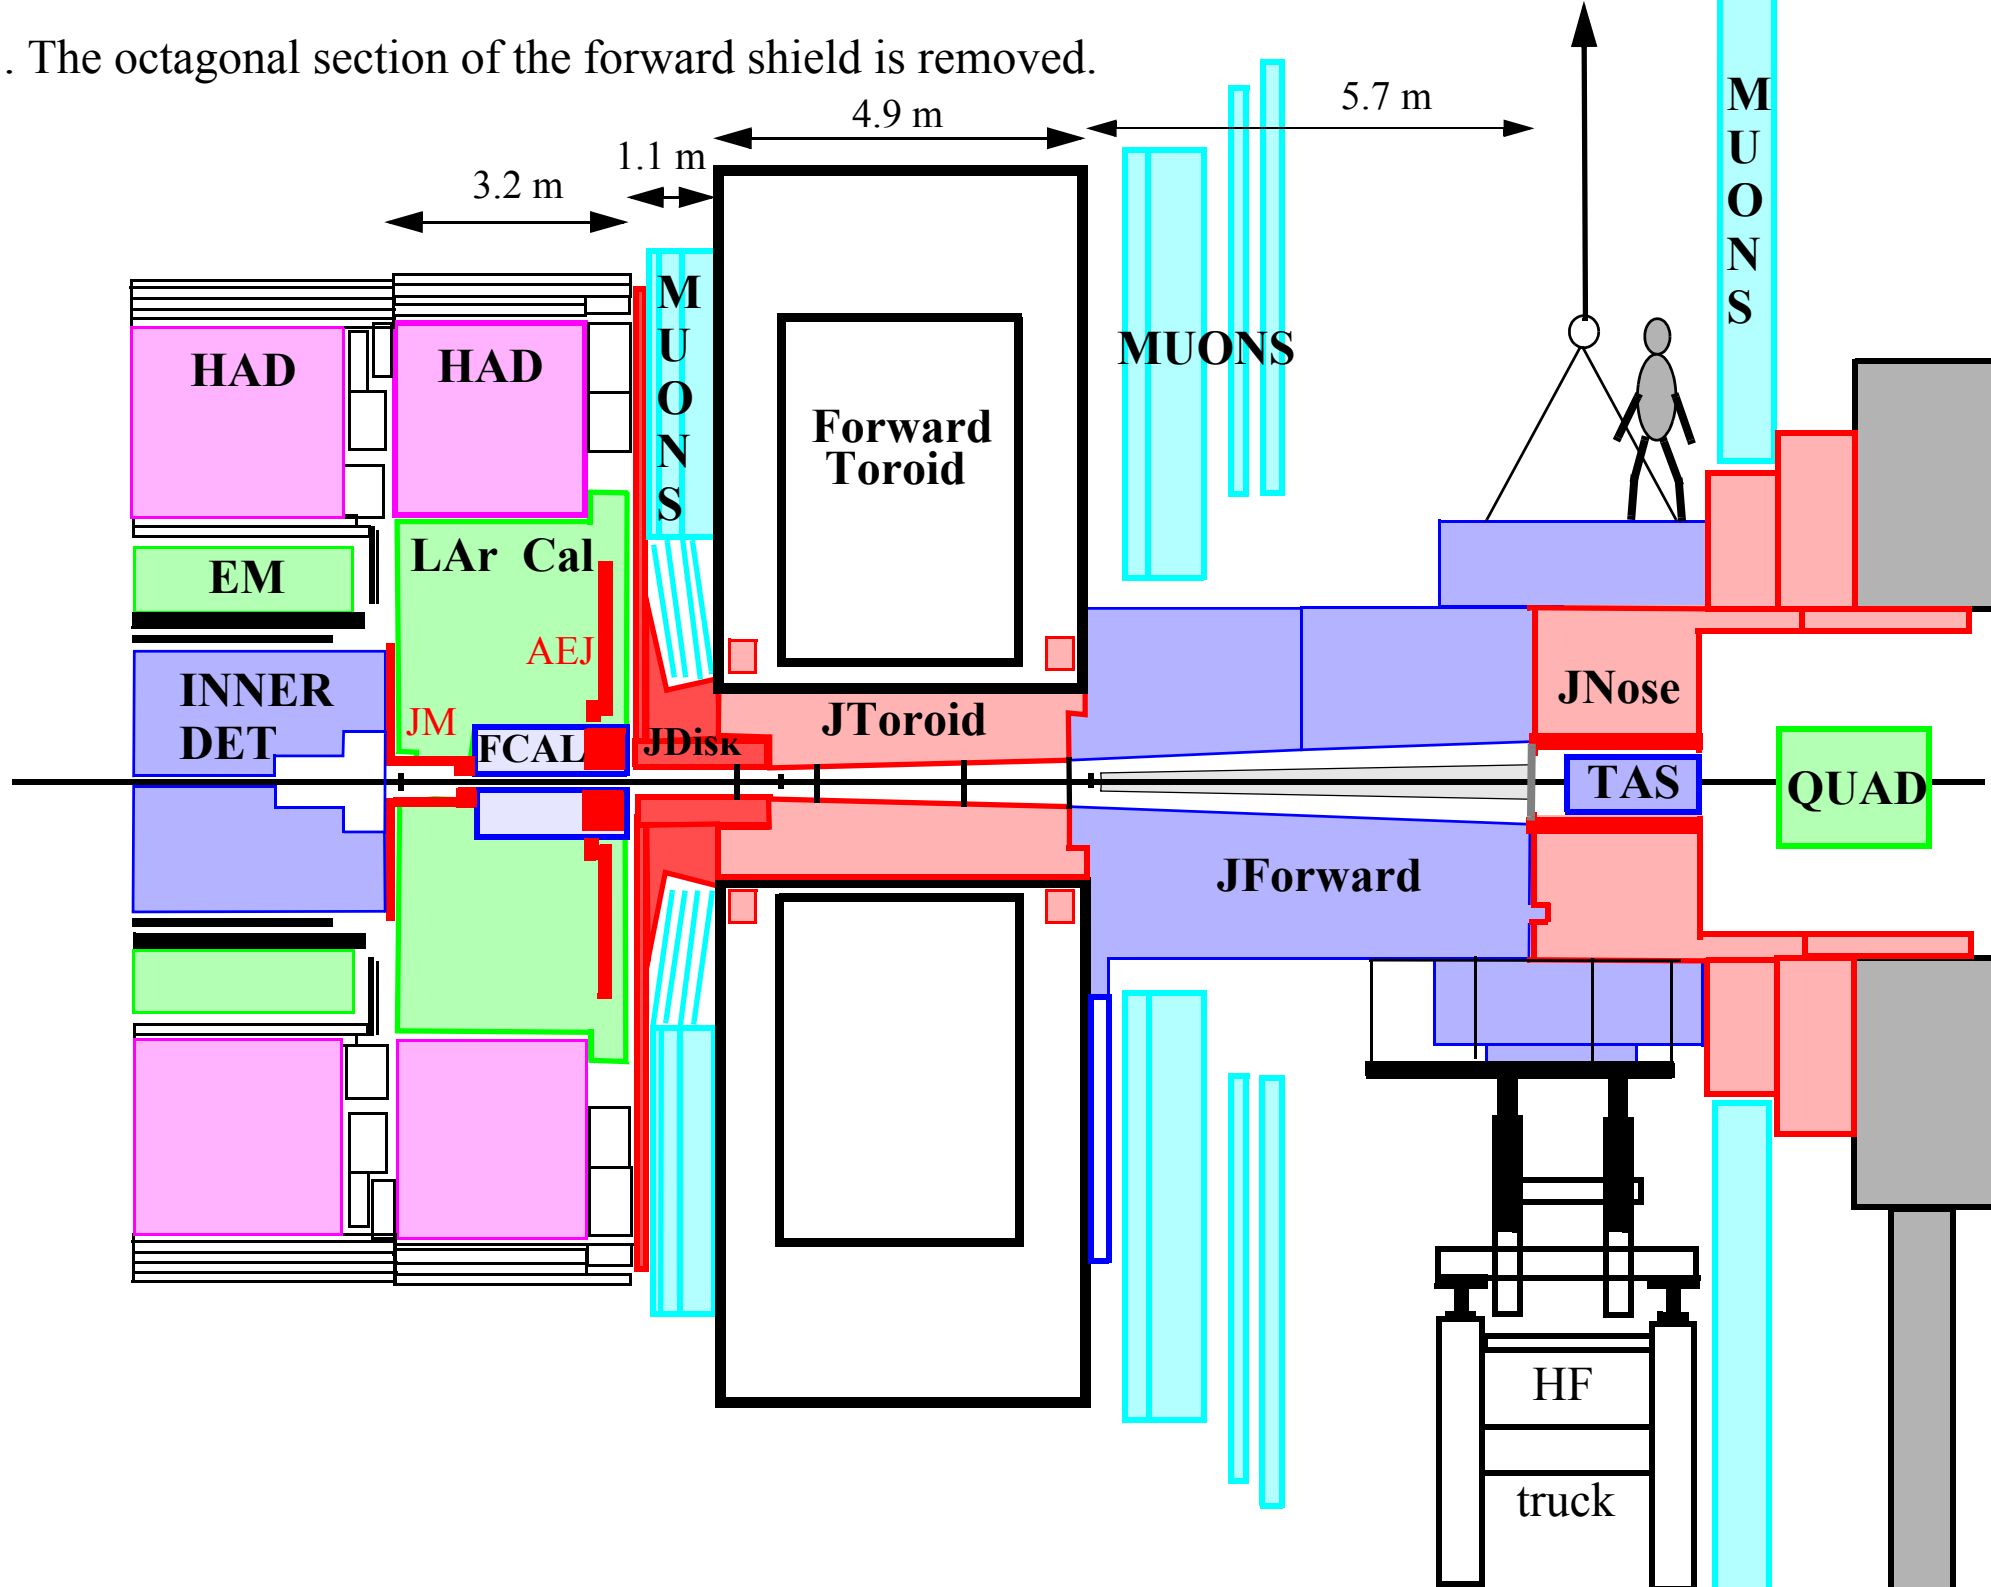 . The octagonal section of the forward shield is removed.
5.7 m
4.9 m
1.1 m
3.2 m
MUONS
MUONS
MUONS
HAD
HAD
Forward
Toroid
LAr Cal
EM
AEJ
INNER
DET
JM
FCAL
JDisk
JToroid
JNose
TAS
QUAD
JForward
HF
truck